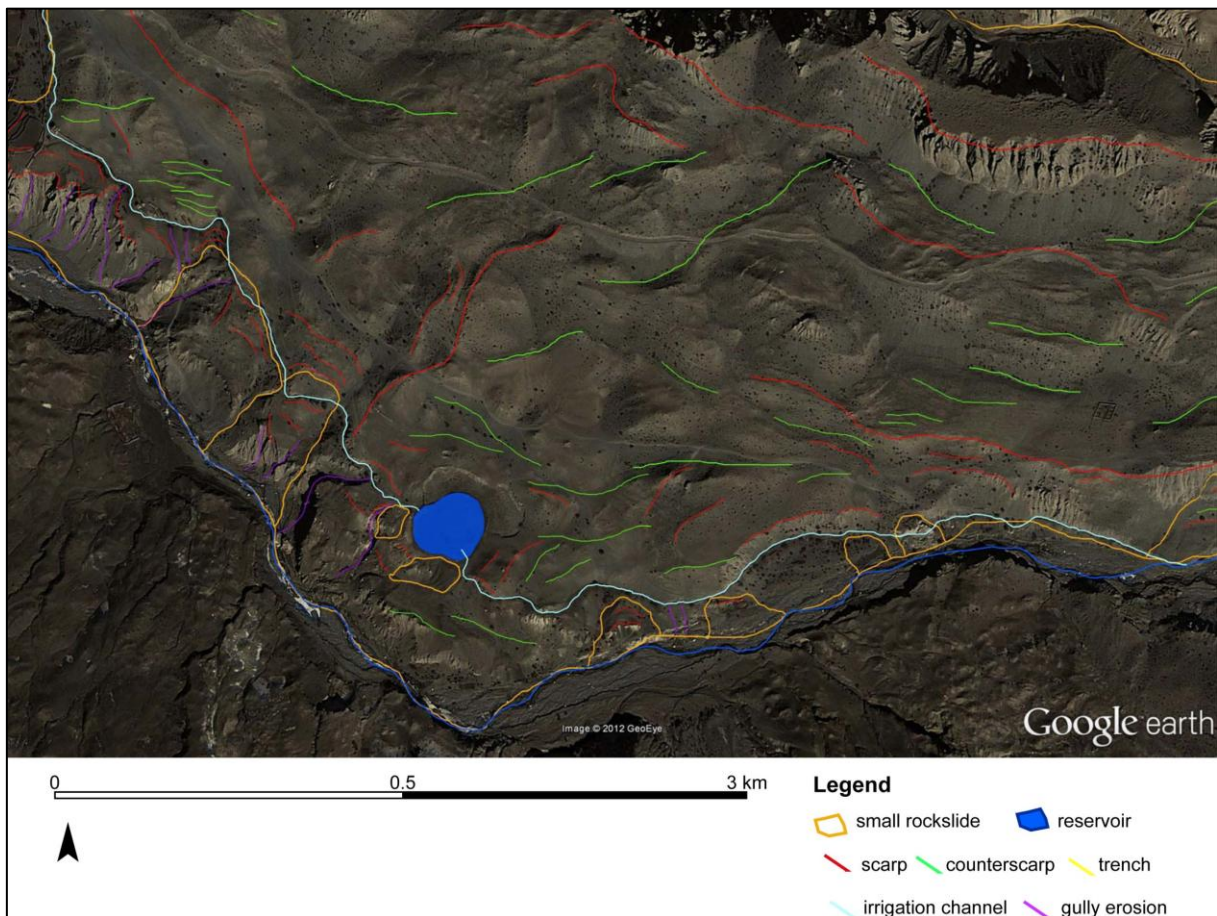 image © 2012 GeoEye
Google earth
0 0.5 3 km
Legend
small rockslide reservoir
scarp counterscarp trench
irrigation channel gully erosion